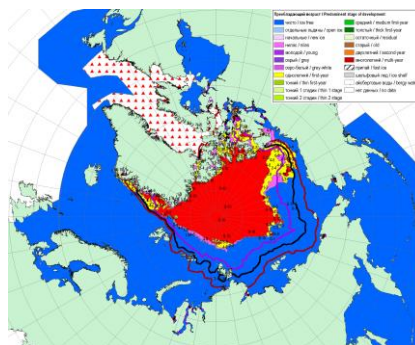 Преобладающий возраст / Predominant stage of development
чисто / ice free
отдельные льдины / open ice
начальные / new ice
нилас / nilas
молодой / young
серый / grey
серо-белый / grey-white
однолетний / first-year
тонкий / thin first-year
тонкий 1 стадии / thin 1 stage
тонкий 2 стадии / thin 2 stage
средний / medium first-year
толстый / thick first-year
остаточный / residual
старый / old
двухлетний / second-year
многолетний / multi-year
припай / fast ice
шельфовый лед / ice shelf
айсберговые воды / bergy water
нет данных / no data